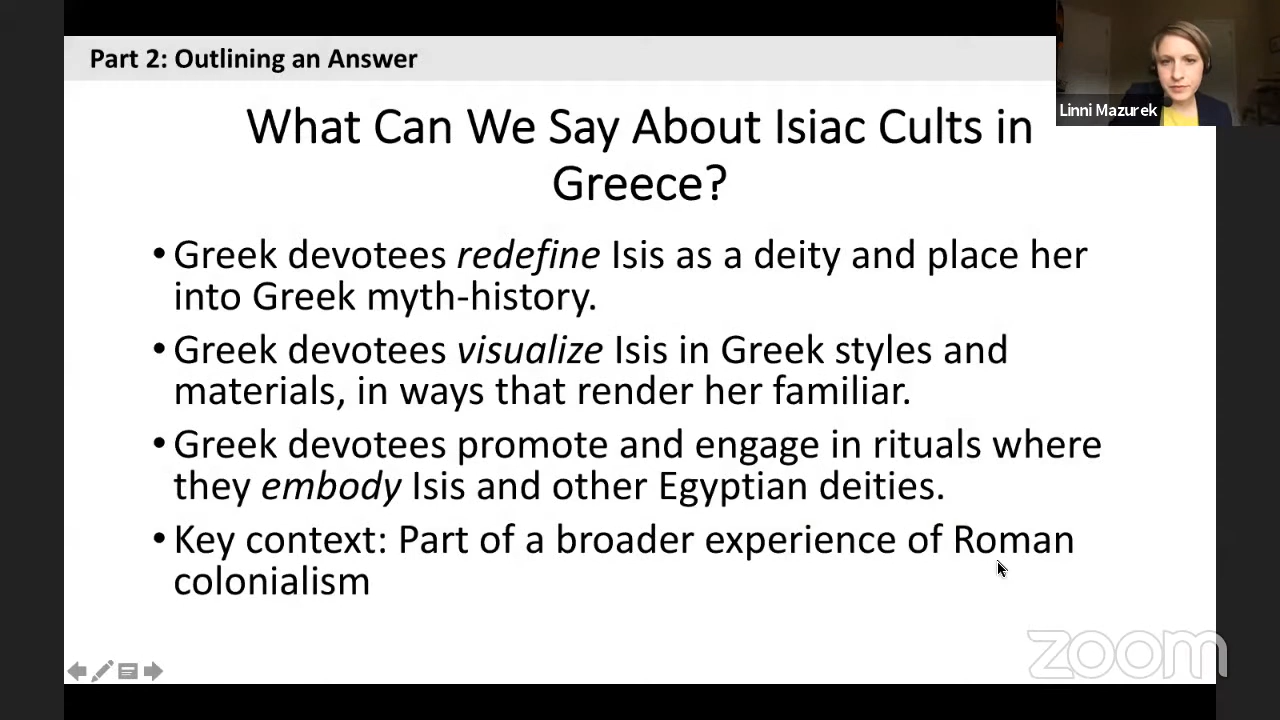 Part 2: Outlining an Answer
Linni Mazurek
What Can We Say About Isiac Cults in
Greece?
•Greek devotees redefine Isis as a deity and place her
into Greek myth-history.
•Greek devotees visualize Isis in Greek styles and
materials, in ways that render her familiar.
•Greek devotees promote and engage in rituals where
they embody Isis and other Egyptian deities.
•Key context: Part of a broader experience of Roman
colonialism
zoom